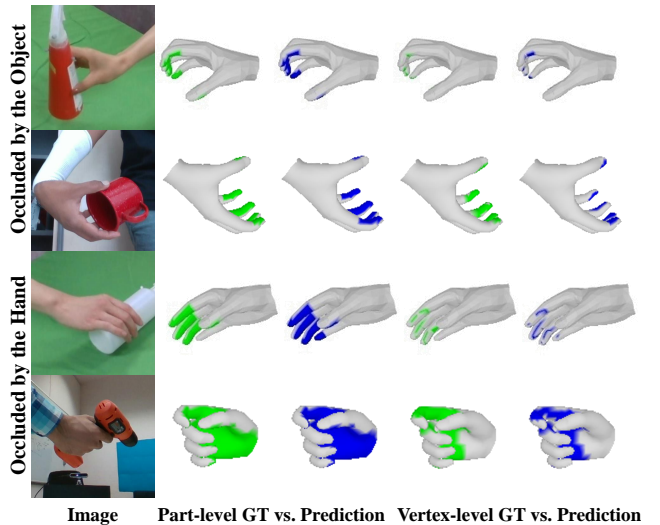 Occluded by the Object
Occluded by the Hand
Image Part-level GT vs. Prediction Vertex-level GT vs. Prediction